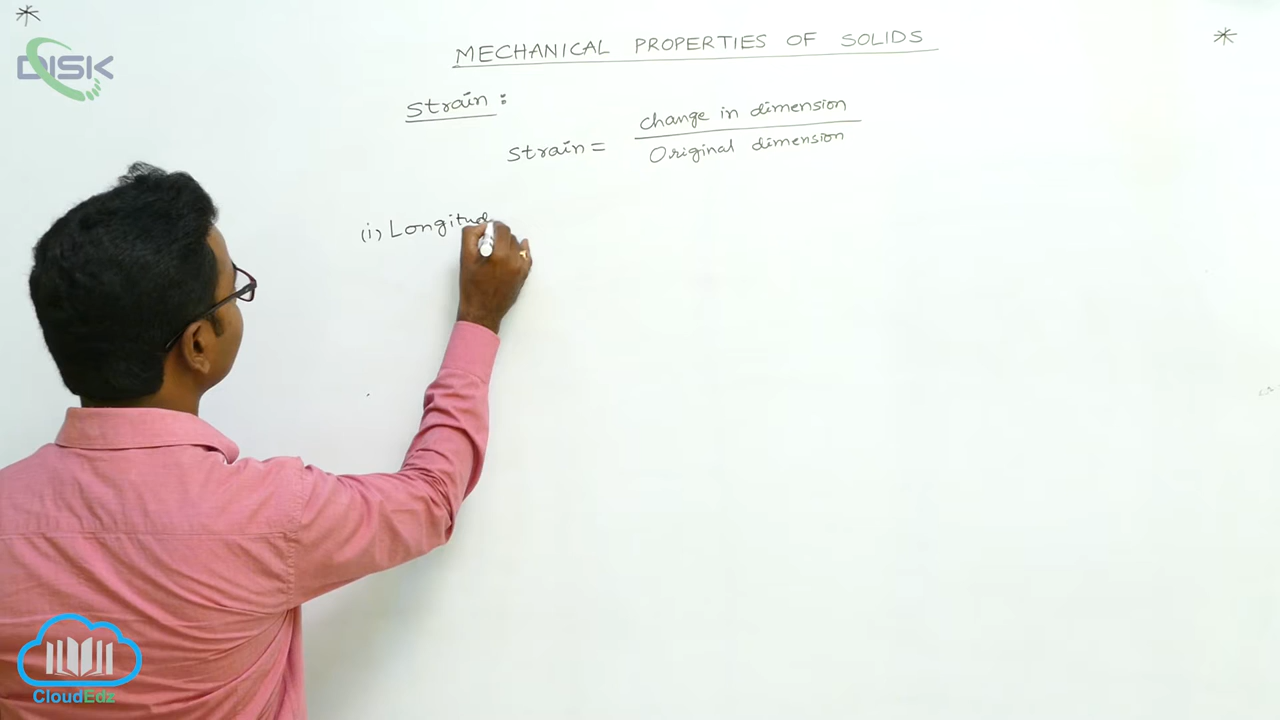 DISK
MECHANICAL PROPERTIES OF SOLIDS
Strain :
Strain = change in dimension
Original dimension
(i) Longitud
CloudEdz